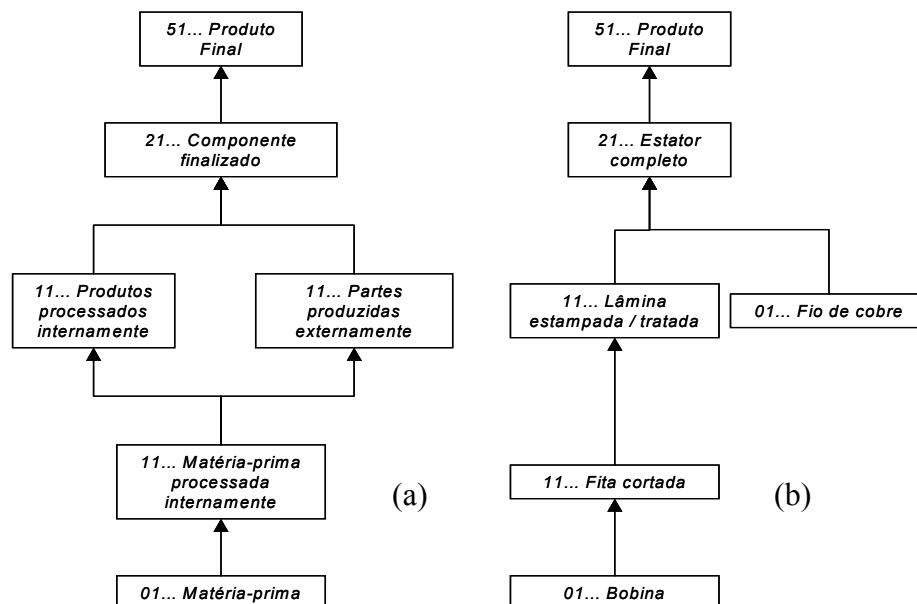 51... Produto
Final
21... Componente
finalizado
11... Produtos
processados
internamente
11... Partes
produzidas
externamente
11... Matéria-prima
processada
internamente
(a)
01... Matéria-prima
51... Produto
Final
21... Estator
completo
11... Lâmina
estampada / tratada
01... Fio de cobre
11... Fita cortada
(b)
01... Bobina